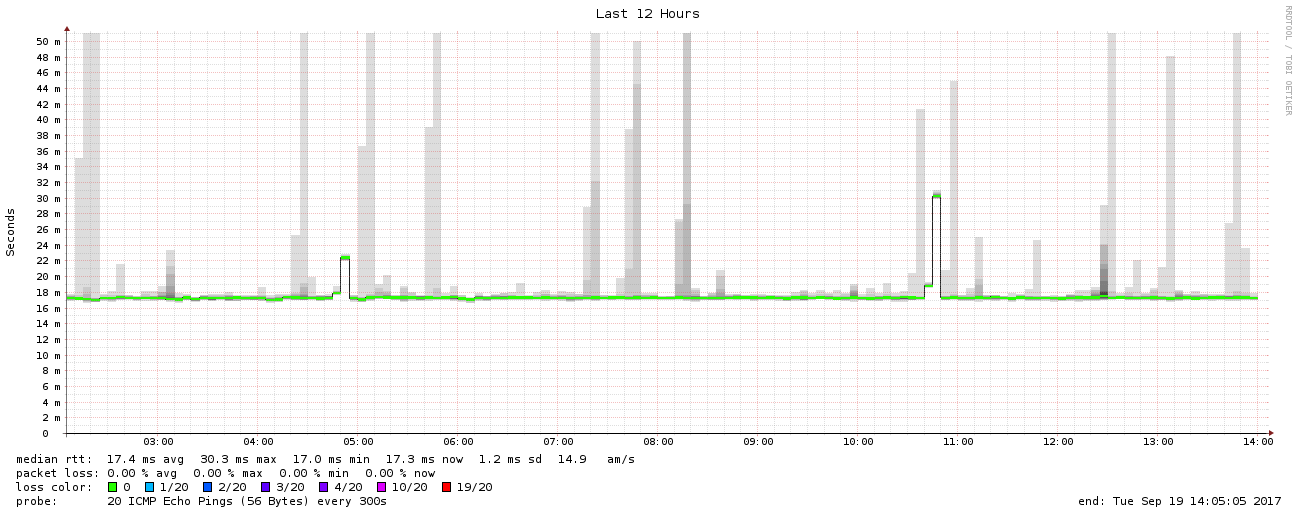 Last 12 Hours
RRDTOOL / TOBI OETIKER
Seconds
50 m
48 m
46 m
44 m
42 m
40 m
38 m
36 m
34 m
32 m
30 m
28 m
26 m
24 m
22 m
20 m
18 m
16 m
14 m
12 m
10 m
8 m
6 m
4 m
2 m
0
03:00 04:00 05:00 06:00 07:00 08:00 09:00 10:00 11:00 12:00 13:00 14:00
median rtt: 17.4 ms avg 30.3 ms max 17.0 ms min 17.3 ms now 1.2 ms sd 14.9 am/s
packet loss: 0.00 % avg 0.00 % max 0.00 % min 0.00 % now
loss color: 0 1/20 2/20 3/20 4/20 10/20 19/20
probe: 20 ICMP Echo Pings (56 Bytes) every 300s end: Tue Sep 19 14:05:05 2017